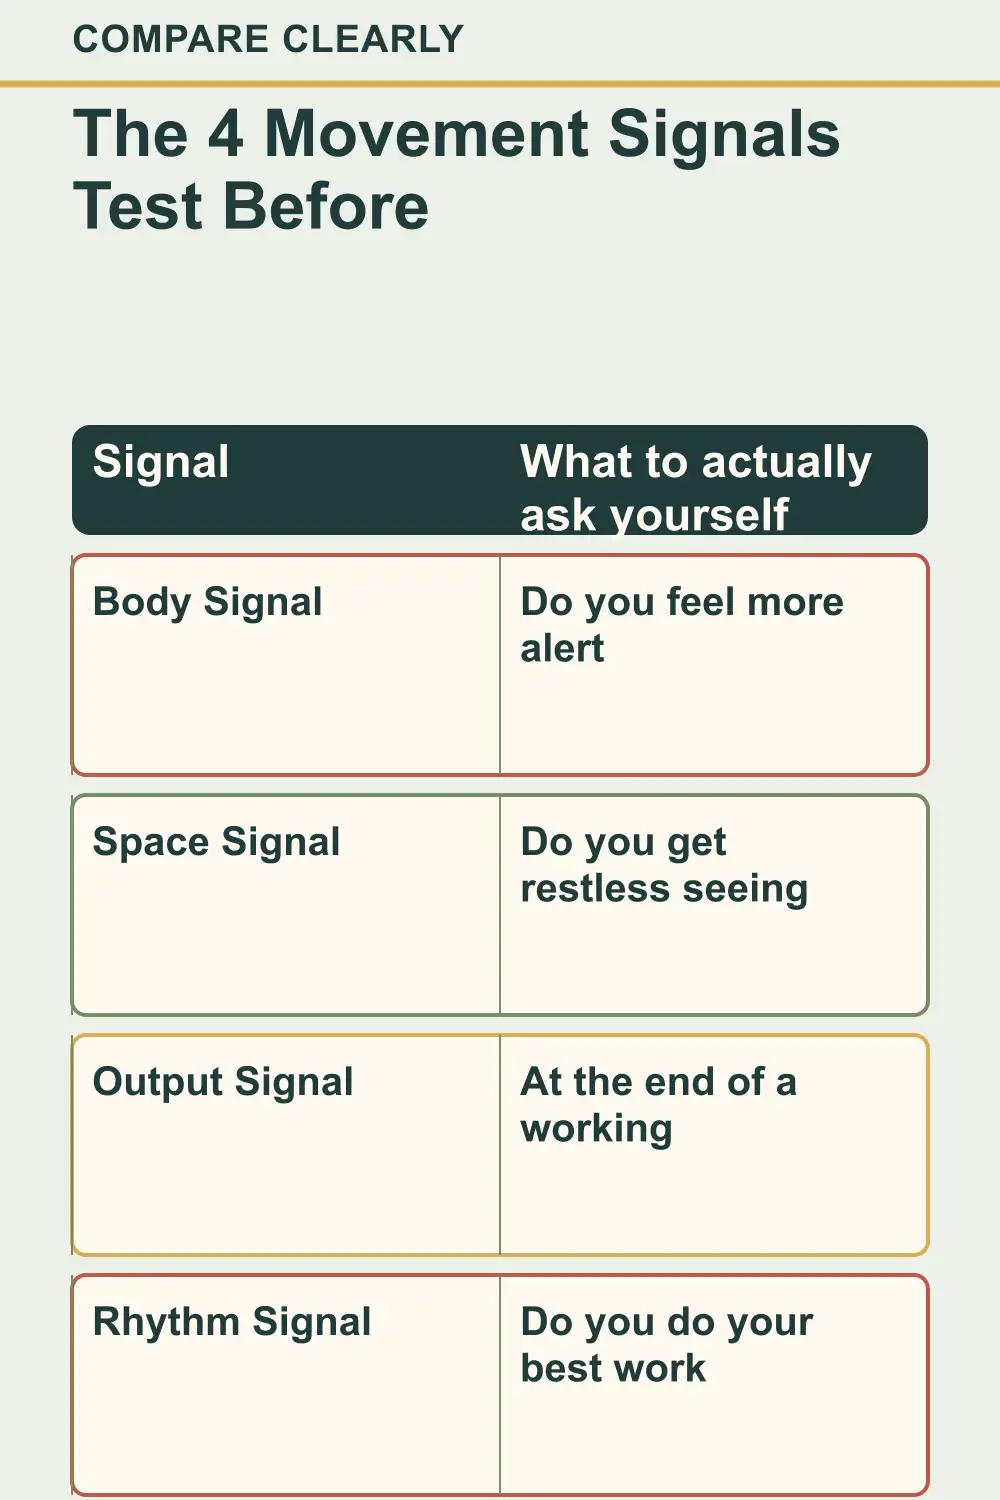 COMPARE CLEARLY
The 4 Movement Signals
Test Before
Signal
What to actually
ask yourself
Body Signal
Do you feel more
alert
Space Signal
Do you get
restless seeing
Output Signal
At the end of a
working
Rhythm Signal
Do you do your
best work